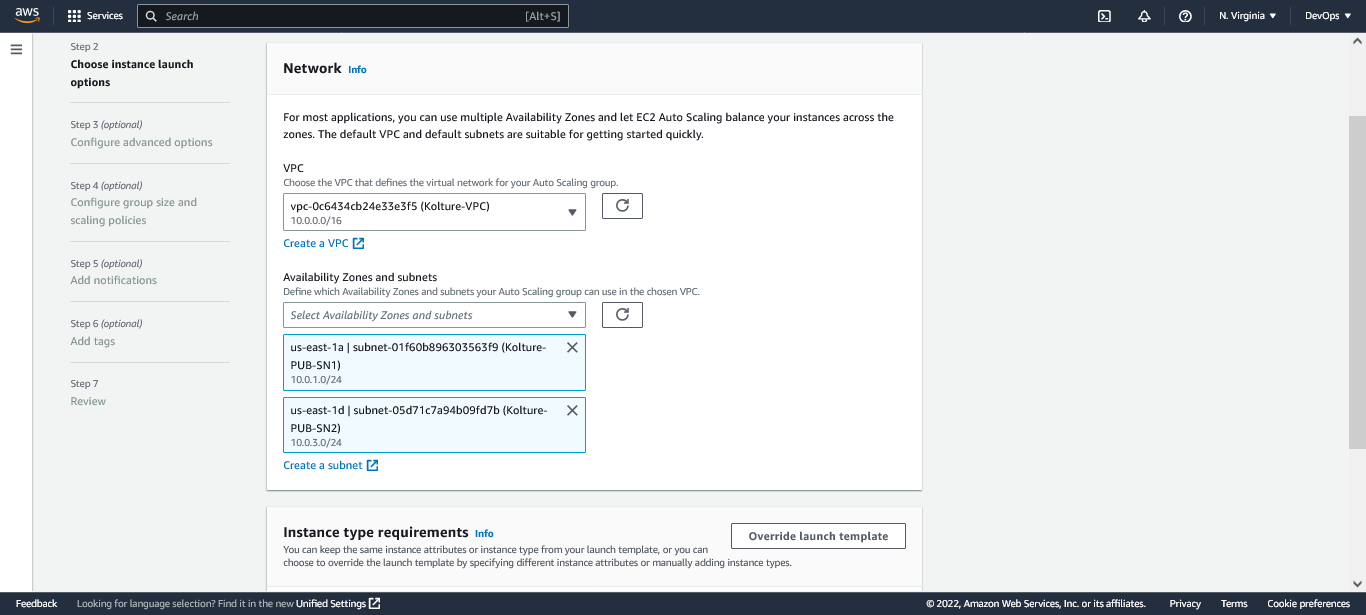 aws
Services
Search
[Alt+S]
N. Virginia
DevOps
Step 2
Choose instance launch
options
Step 3 (optional)
Configure advanced options
Step 4 (optional)
Configure group size and
scaling policies
Step 5 (optional)
Add notifications
Step 6 (optional)
Add tags
Step 7
Review
Network Info
For most applications, you can use multiple Availability Zones and let EC2 Auto Scaling balance your instances across the
zones. The default VPC and default subnets are suitable for getting started quickly.
VPC
Choose the VPC that defines the virtual network for your Auto Scaling group.
vpc-0c6434cb24e33e3f5 (Kolture-VPC)
10.0.0.0/16
Create a VPC
Availability Zones and subnets
Define which Availability Zones and subnets your Auto Scaling group can use in the chosen VPC.
Select Availability Zones and subnets
us-east-1a | subnet-01f60b896303563f9 (Kolture-
PUB-SN1)
10.0.1.0/24
us-east-1d | subnet-05d71c7a94b09fd7b (Kolture-
PUB-SN2)
10.0.3.0/24
Create a subnet
Instance type requirements Info
Override launch template
You can keep the same instance attributes or instance type from your launch template, or you can
choose to override the launch template by specifying different instance attributes or manually adding instance types.
Feedback
Looking for language selection? Find it in the new Unified Settings
© 2022, Amazon Web Services, Inc. or its affiliates.
Privacy
Terms
Cookie preferences